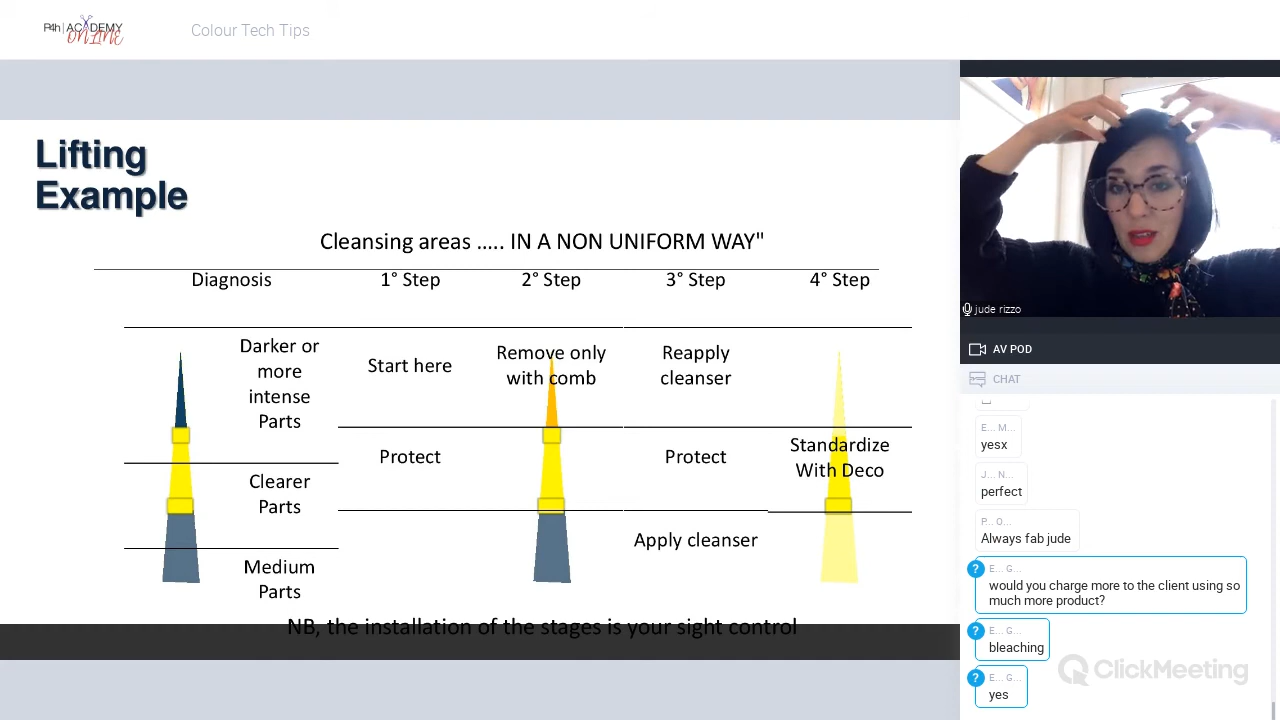 P4h | ACADEMY
ONLINE
Colour Tech Tips
Lifting
Example
Cleansing areas ..... IN A NON UNIFORM WAY"
Diagnosis
1° Step
2° Step
3° Step
4° Step
Darker or
more
intense
Parts
Start here
Remove only
with comb
Reapply
cleanser
Clearer
Parts
Protect
Protect
Standardize
With Deco
Medium
Parts
Apply cleanser
NB, the installation of the stages is your sight control
jude rizzo
AV POD
CHAT
E... M...
yesx
J... N...
perfect
P... O...
Always fab jude
? E... G...
would you charge more to the client using so
much more product?
? E... G...
bleaching
? E... G...
yes
ClickMeeting